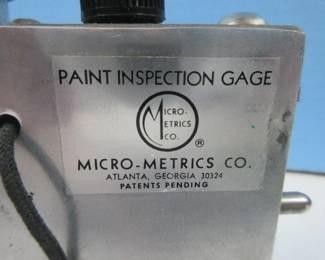 PAINT INSPECTION GAGE
MICRO-
METRICS
CO.
®
MICRO-METRICS CO.
ATLANTA, GEORGIA 30324
PATENTS PENDING